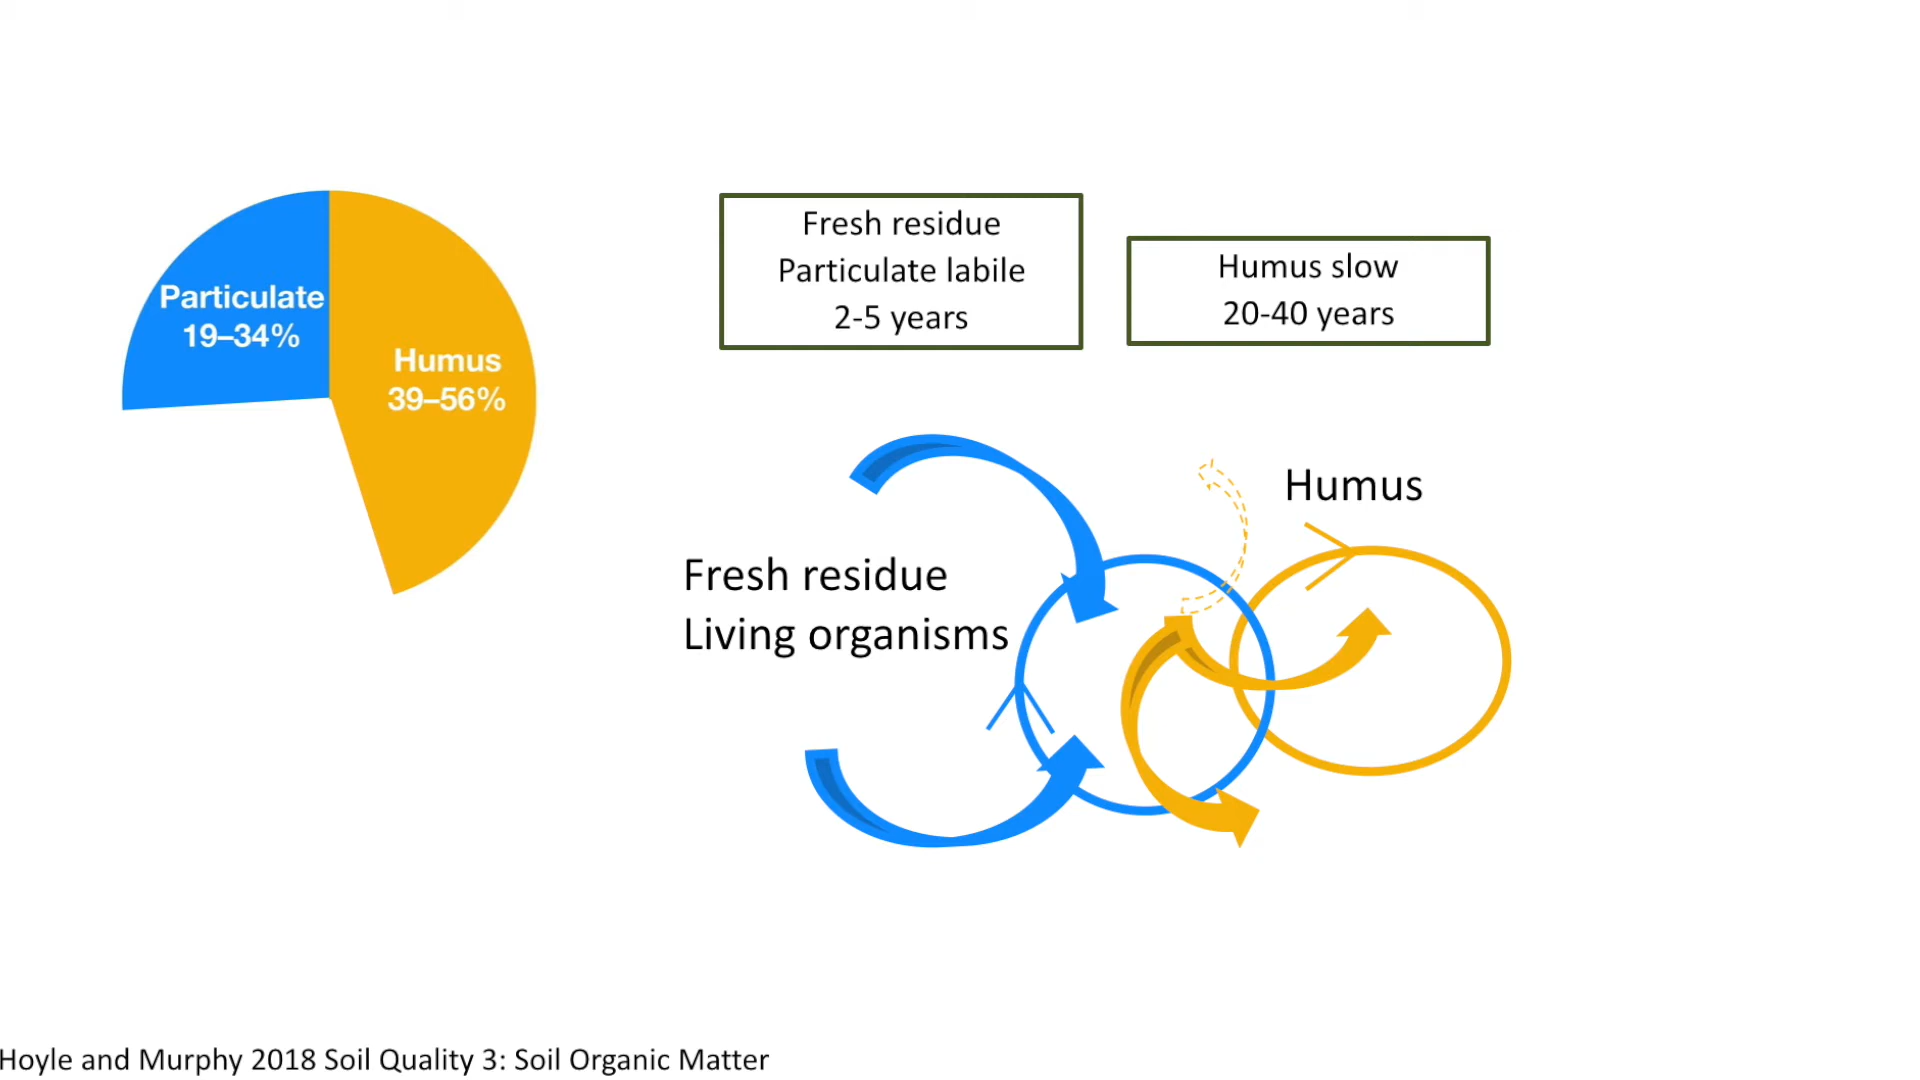 Particulate
19–34%
Humus
39–56%
Fresh residue
Particulate labile
2-5 years
Humus slow
20-40 years
Humus
Fresh residue
Living organisms
Hoyle and Murphy 2018 Soil Quality 3: Soil Organic Matter